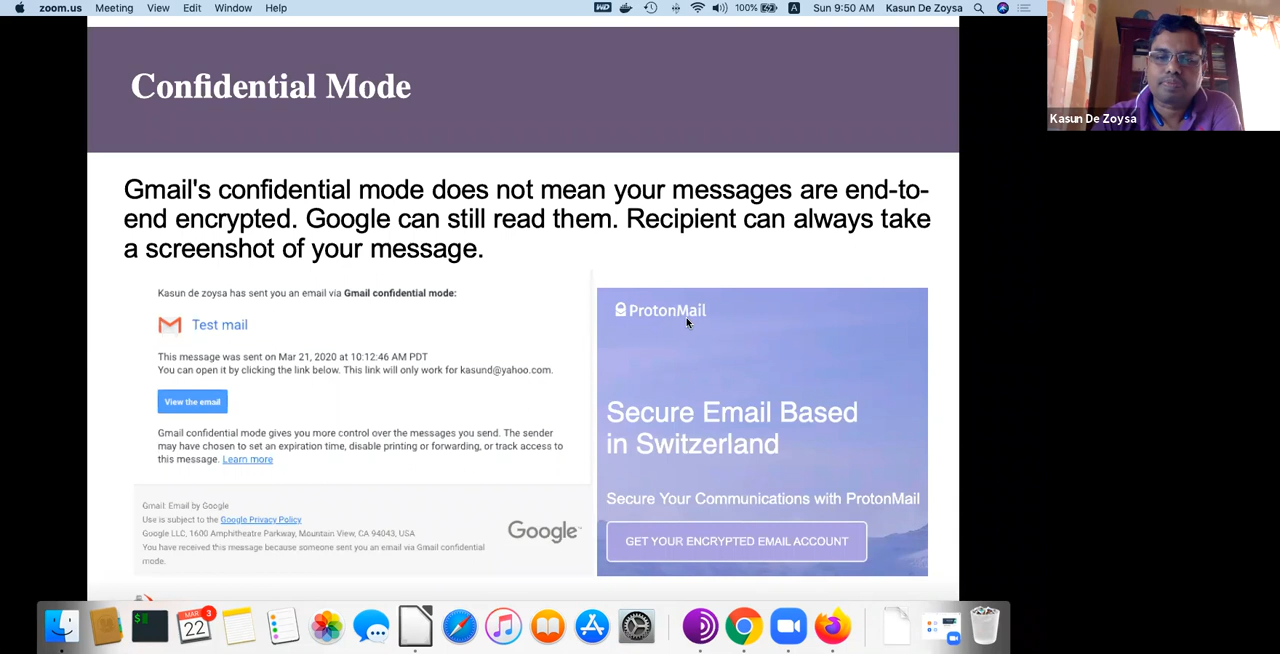 zoom.us Meeting View Edit Window Help
100% A Sun 9:50 AM Kasun De Zoysa
Kasun De Zoysa
Confidential Mode
Gmail's confidential mode does not mean your messages are end-to-
end encrypted. Google can still read them. Recipient can always take
a screenshot of your message.
Kasun de zoysa has sent you an email via Gmail confidential mode:
Test mail
This message was sent on Mar 21, 2020 at 10:12:46 AM PDT
You can open it by clicking the link below. This link will only work for kasund@yahoo.com.
View the email
Gmail confidential mode gives you more control over the messages you send. The sender
may have chosen to set an expiration time, disable printing or forwarding, or track access to
this message. Learn more
Gmail: Email by Google
Use is subject to the Google Privacy Policy
Google LLC, 1600 Amphitheatre Parkway, Mountain View, CA 94043, USA
You have received this message because someone sent you an email via Gmail confidential
mode.
Google
ProtonMail
Secure Email Based
in Switzerland
Secure Your Communications with ProtonMail
GET YOUR ENCRYPTED EMAIL ACCOUNT
MAR
22
3